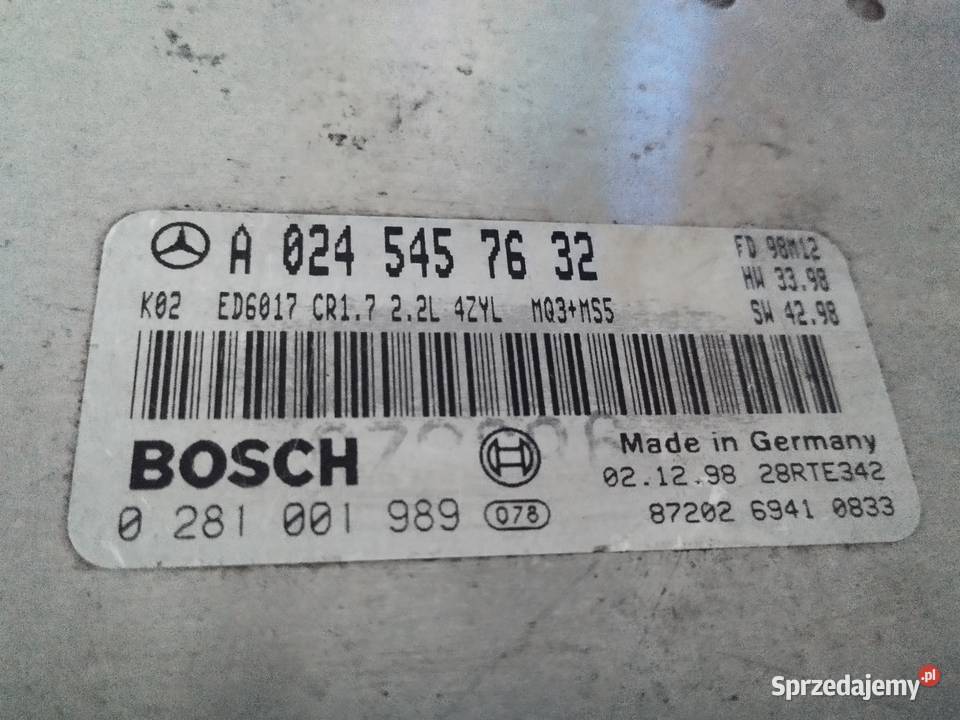 A 024 545 76 32
FD 98M12
HW 33.98
K02 ED6017 CR1.7 2.2L 4ZYL MQ3+MS5
SW 42.98
BOSCH
Made in Germany
02.12.98 28RTE342
0 281 001 989 078
87202 6941 0833
Sprzedajemy.pl